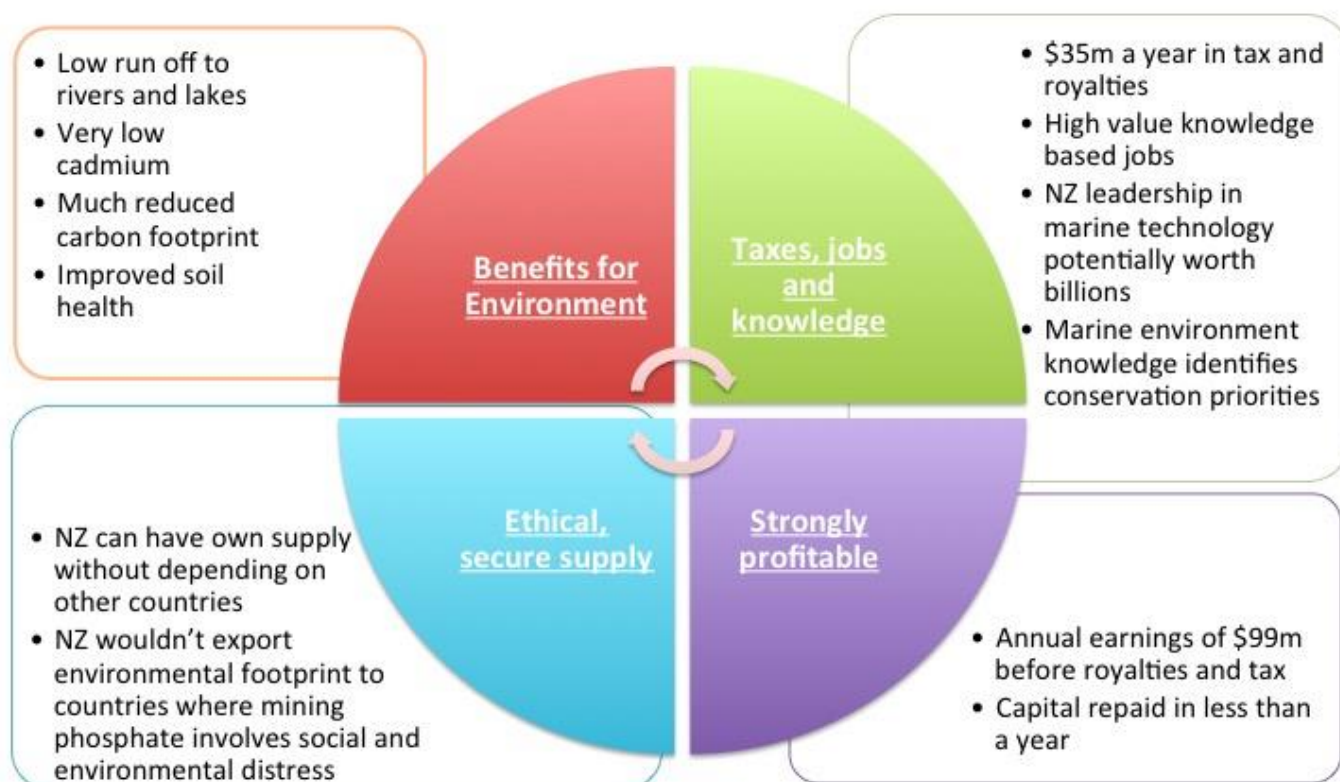 • Low run off to
rivers and lakes
• Very low
cadmium
• Much reduced
carbon footprint
• Improved soil
health
Benefits for
Environment
Taxes, jobs
and
knowledge
• $35m a year in tax and
royalties
• High value knowledge
based jobs
• NZ leadership in
marine technology
potentially worth
billions
• Marine environment
knowledge identifies
conservation priorities
• NZ can have own supply
without depending on
other countries
• NZ wouldn't export
environmental footprint to
countries where mining
phosphate involves social and
environmental distress
Ethical,
secure supply
Strongly
profitable
• Annual earnings of $99m
before royalties and tax
• Capital repaid in less than
a year